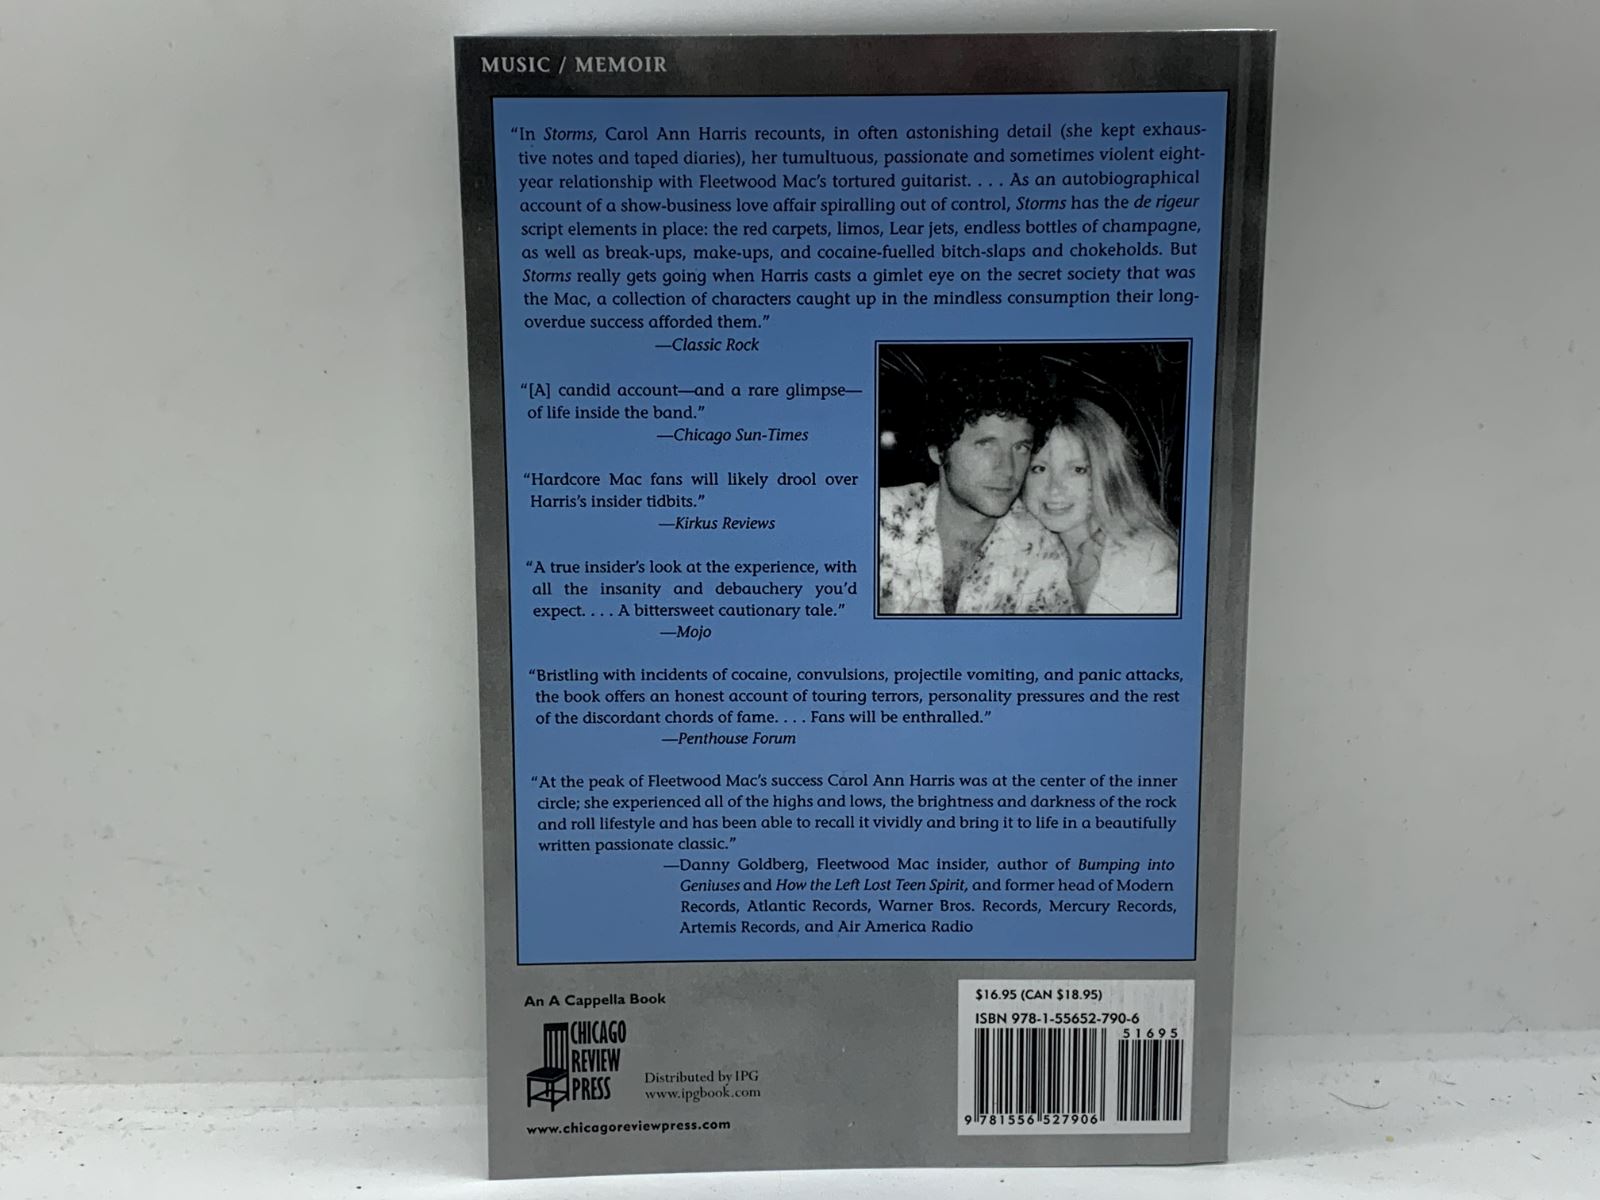 MUSIC / MEMOIR
“In Storms, Carol Ann Harris recounts, in often astonishing detail (she kept exhaus-
tive notes and taped diaries), her tumultuous, passionate and sometimes violent eight-
year relationship with Fleetwood Mac’s tortured guitarist. . . . As an autobiographical
account of a show-business love affair spiralling out of control, Storms has the de rigeur
script elements in place: the red carpets, limos, Lear jets, endless bottles of champagne,
as well as break-ups, make-ups, and cocaine-fuelled bitch-slaps and chokeholds. But
Storms really gets going when Harris casts a gimlet eye on the secret society that was
the Mac, a collection of characters caught up in the mindless consumption their long-
overdue success afforded them.”
—Classic Rock
“[A] candid account—and a rare glimpse—
of life inside the band.”
—Chicago Sun-Times
“Hardcore Mac fans will likely drool over
Harris’s insider tidbits.”
—Kirkus Reviews
“A true insider’s look at the experience, with
all the insanity and debauchery you’d
expect. . . . A bittersweet cautionary tale.”
—Mojo
“Bristling with incidents of cocaine, convulsions, projectile vomiting, and panic attacks,
the book offers an honest account of touring terrors, personality pressures and the rest
of the discordant chords of fame. . . . Fans will be enthralled.”
—Penthouse Forum
“At the peak of Fleetwood Mac’s success Carol Ann Harris was at the center of the inner
circle; she experienced all of the highs and lows, the brightness and darkness of the rock
and roll lifestyle and has been able to recall it vividly and bring it to life in a beautifully
written passionate classic.”
—Danny Goldberg, Fleetwood Mac insider, author of Bumping into
Geniuses and How the Left Lost Teen Spirit, and former head of Modern
Records, Atlantic Records, Warner Bros. Records, Mercury Records,
Artemis Records, and Air America Radio
An A Cappella Book
CHICAGO
REVIEW
PRESS
Distributed by IPG
www.ipgbook.com
www.chicagoreviewpress.com
$16.95 (CAN $18.95)
ISBN 978-1-55652-790-6
51695
9 781556 527906